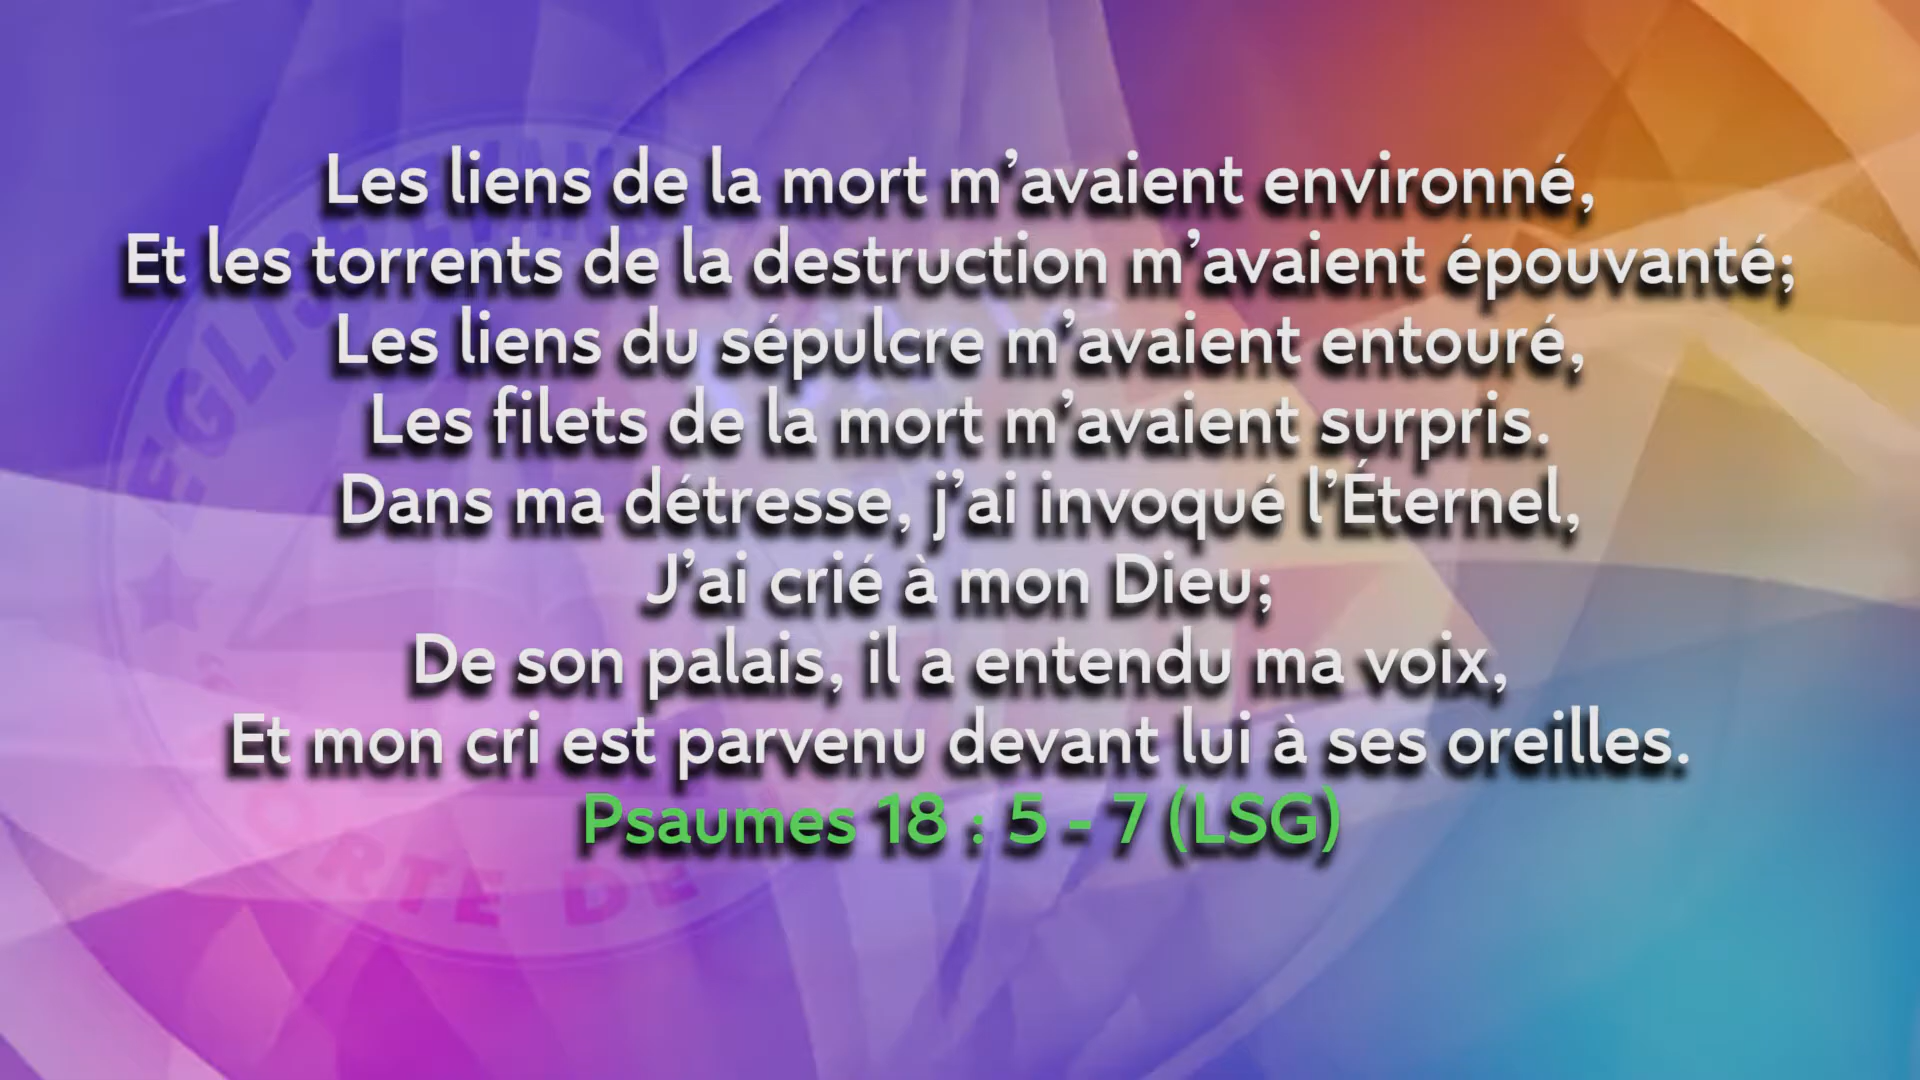 Les liens de la mort m’avaient environné,
Et les torrents de la destruction m’avaient épouvanté;
Les liens du sépulcre m’avaient entouré,
Les filets de la mort m’avaient surpris.
Dans ma détresse, j’ai invoqué l’Éternel,
J’ai crié à mon Dieu;
De son palais, il a entendu ma voix,
Et mon cri est parvenu devant lui à ses oreilles.
Psaumes 18 : 5 - 7 (LSG)
EGLISE
DE